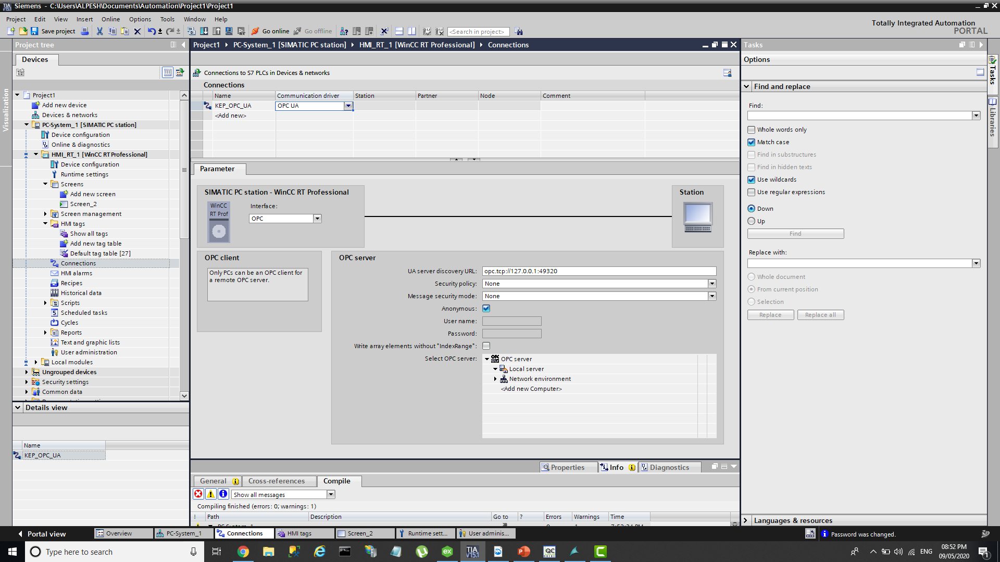 Siemens - C:\Users\ALPESH\Documents\Automation\Project1\Project1
Project Edit View Insert Online Options Tools Window Help
Totally Integrated Automation
PORTAL
Save project
Go online
Go offline
<Search in project>
Project tree
Project1 PC-System_1 [SIMATIC PC station] HMI_RT_1 [WinCC RT Professional] Connections
Tasks
Devices
Options
Visualization
Project1
Add new device
Devices & networks
PC-System_1 [SIMATIC PC station]
Device configuration
Online & diagnostics
HMI_RT_1 [WinCC RT Professional]
Device configuration
Runtime settings
Screens
Add new screen
Screen_2
Screen management
HMI tags
Show all tags
Add new tag table
Default tag table [27]
Connections
HMI alarms
Recipes
Historical data
Scripts
Scheduled tasks
Cycles
Reports
Text and graphic lists
User administration
Local modules
Ungrouped devices
Security settings
Common data
Details view
Name
KEP_OPC_UA
Connections to S7 PLCs in Devices & networks
Connections
Name Communication driver Station Partner Node Comment
KEP_OPC_UA OPC UA
<Add new>
Parameter
SIMATIC PC station - WinCC RT Professional
WinCC
RT Prof
Interface:
OPC
Station
OPC client
Only PCs can be an OPC client for
a remote OPC server.
OPC server
UA server discovery URL: opc.tcp://127.0.0.1:49320
Security policy: None
Message security mode: None
Anonymous:
User name:
Password:
Write array elements without "IndexRange":
Select OPC server:
OPC server
Local server
Network environment
<Add new Computer>
Properties Info Diagnostics
General Cross-references Compile
Show all messages
Compiling finished (errors: 0; warnings: 1)
! Path Description Go to ? Errors Warnings Time
Find and replace
Find:
Whole words only
Match case
Find in substructures
Find in hidden texts
Use wildcards
Use regular expressions
Down
Up
Find
Replace with:
Whole document
From current position
Selection
Replace Replace all
Languages & resources
Tasks
Libraries
Portal view
Overview
PC-System_1
Connections
HMI tags
Screen_2
Runtime sett...
User adminis...
Password was changed.
Type here to search
TIA
V15.1
ex
QC
ENG
08:52 PM
09/05/2020
1